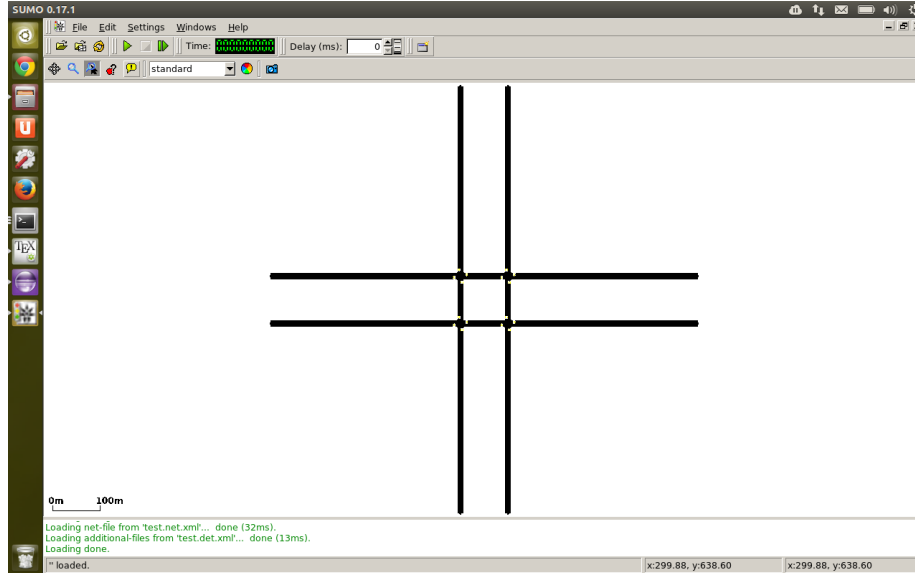 SUMO 0.17.1
File Edit Settings Windows Help
Time: Delay (ms): 0
standard
TEX
0m 100m
Loading net-file from 'test.net.xml'... done (32ms).
Loading additional-files from 'test.det.xml'... done (13ms).
Loading done.
'' loaded. x:299.88, y:638.60 x:299.88, y:638.60